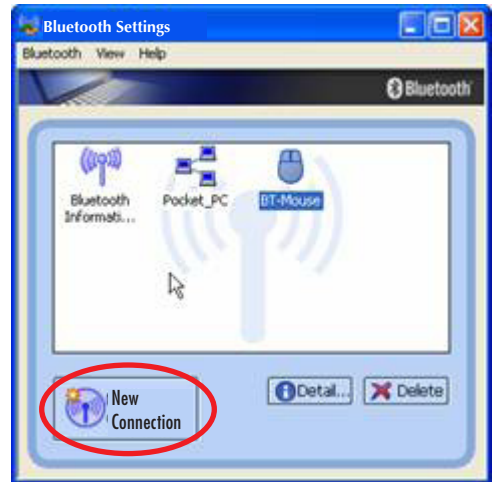 Bluetooth Settings
Bluetooth View Help
Bluetooth
Bluetooth
Informati...
Pocket_PC
BT-Mouse
New
Connection
Detail...
Delete